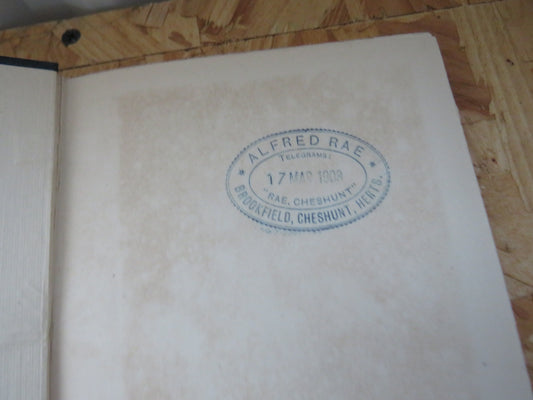 ALFRED RAE
TELEGRAMS:
17 MAR 1903
"RAE, CHESHUNT"
BROOKFIELD, CHESHUNT, HERTS.